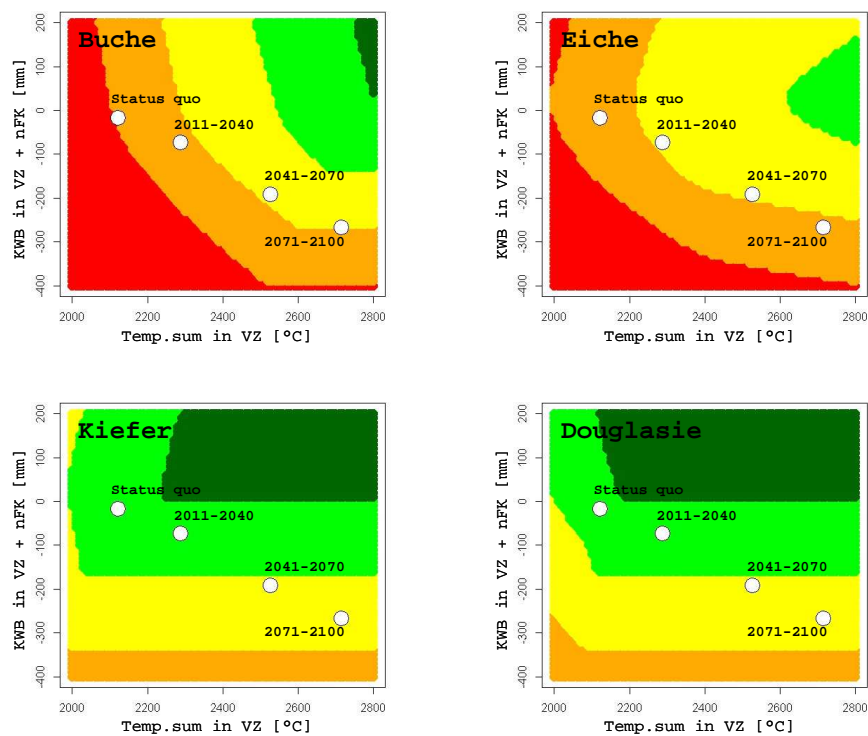 Buche
KWB in VZ + nFK [mm]
200
100
0
-100
-200
-300
-400
Status quo
2011-2040
2041-2070
2071-2100
2000 2200 2400 2600 2800
Temp.sum in VZ [°C]
Eiche
KWB in VZ + nFK [mm]
200
100
0
-100
-200
-300
-400
Status quo
2011-2040
2041-2070
2071-2100
2000 2200 2400 2600 2800
Temp.sum in VZ [°C]
Kiefer
KWB in VZ + nFK [mm]
200
100
0
-100
-200
-300
-400
Status quo
2011-2040
2041-2070
2071-2100
2000 2200 2400 2600 2800
Temp.sum in VZ [°C]
Douglasie
KWB in VZ + nFK [mm]
200
100
0
-100
-200
-300
-400
Status quo
2011-2040
2041-2070
2071-2100
2000 2200 2400 2600 2800
Temp.sum in VZ [°C]